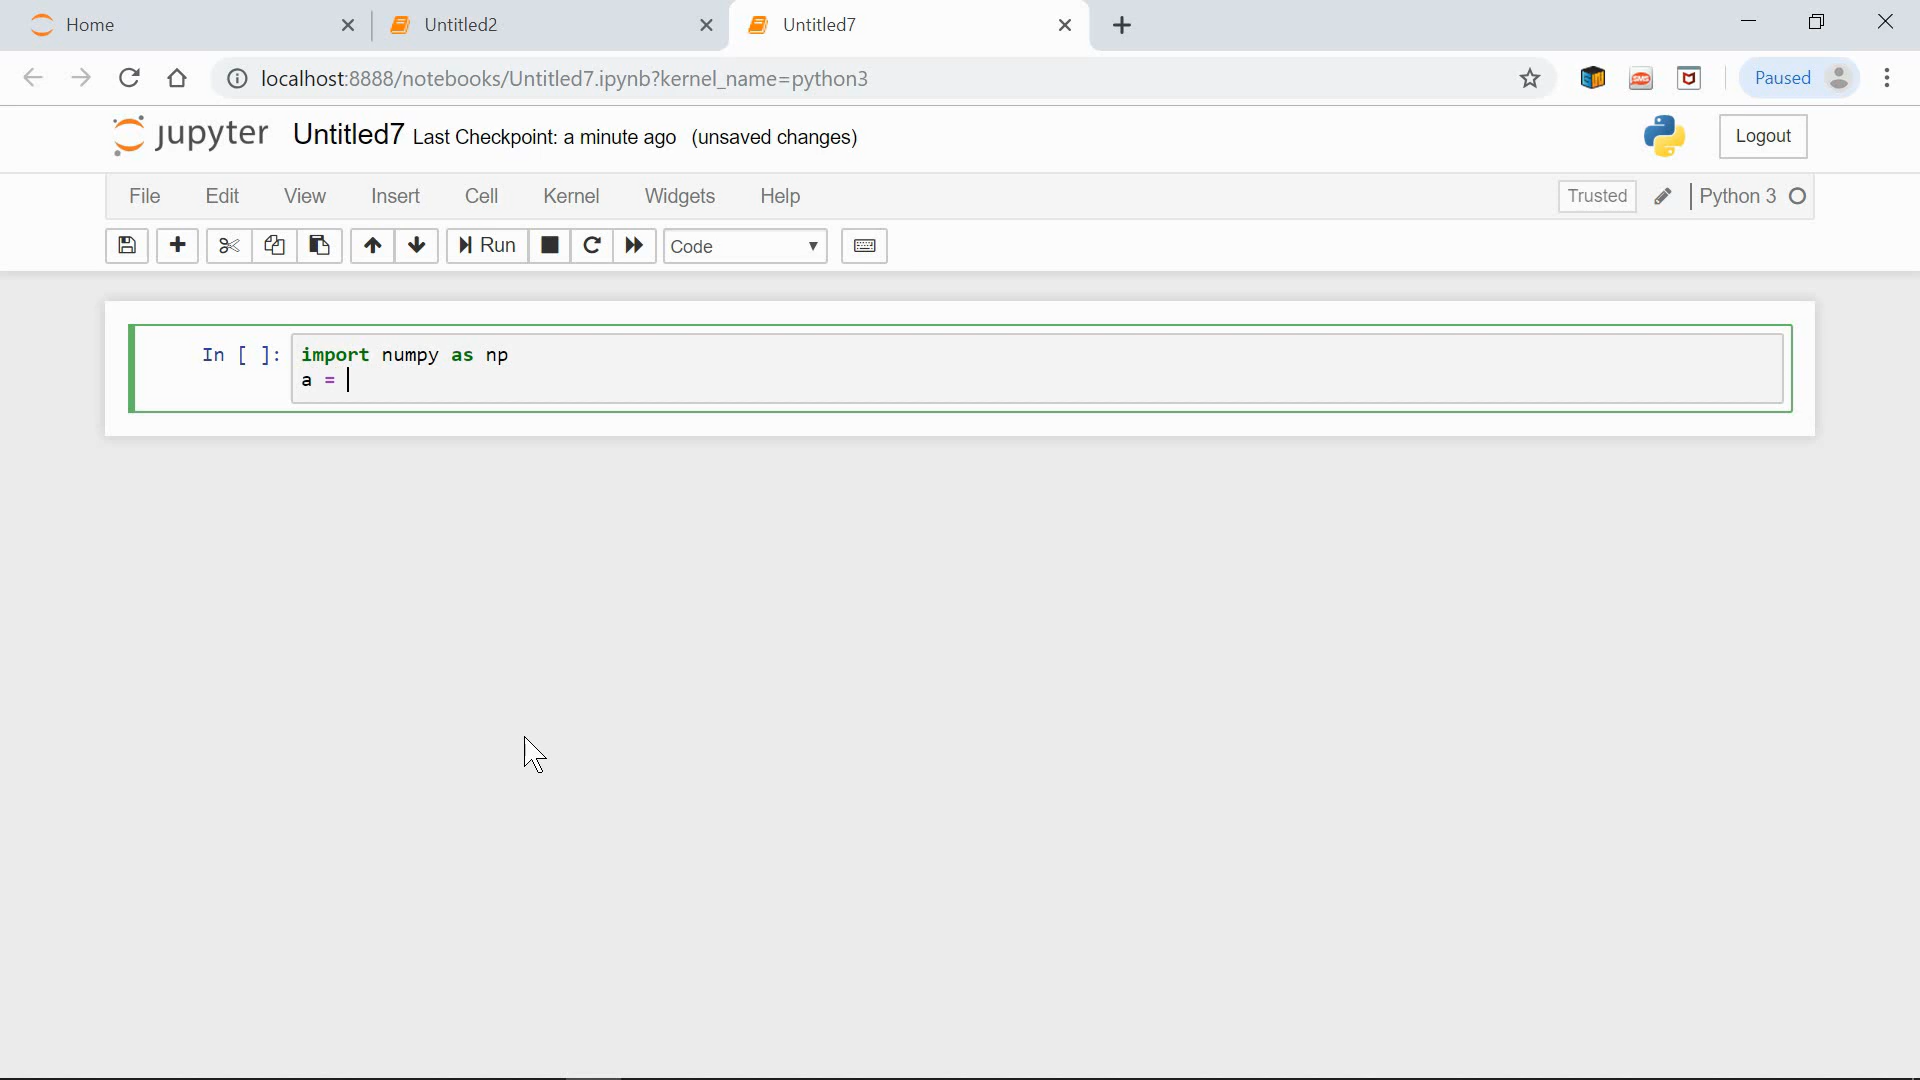 Home
Untitled2
Untitled7
localhost:8888/notebooks/Untitled7.ipynb?kernel_name=python3
SMS
Paused
jupyter Untitled7 Last Checkpoint: a minute ago (unsaved changes)
Logout
File Edit View Insert Cell Kernel Widgets Help
Trusted Python 3
Run Code
In [ ]: import numpy as np
a =